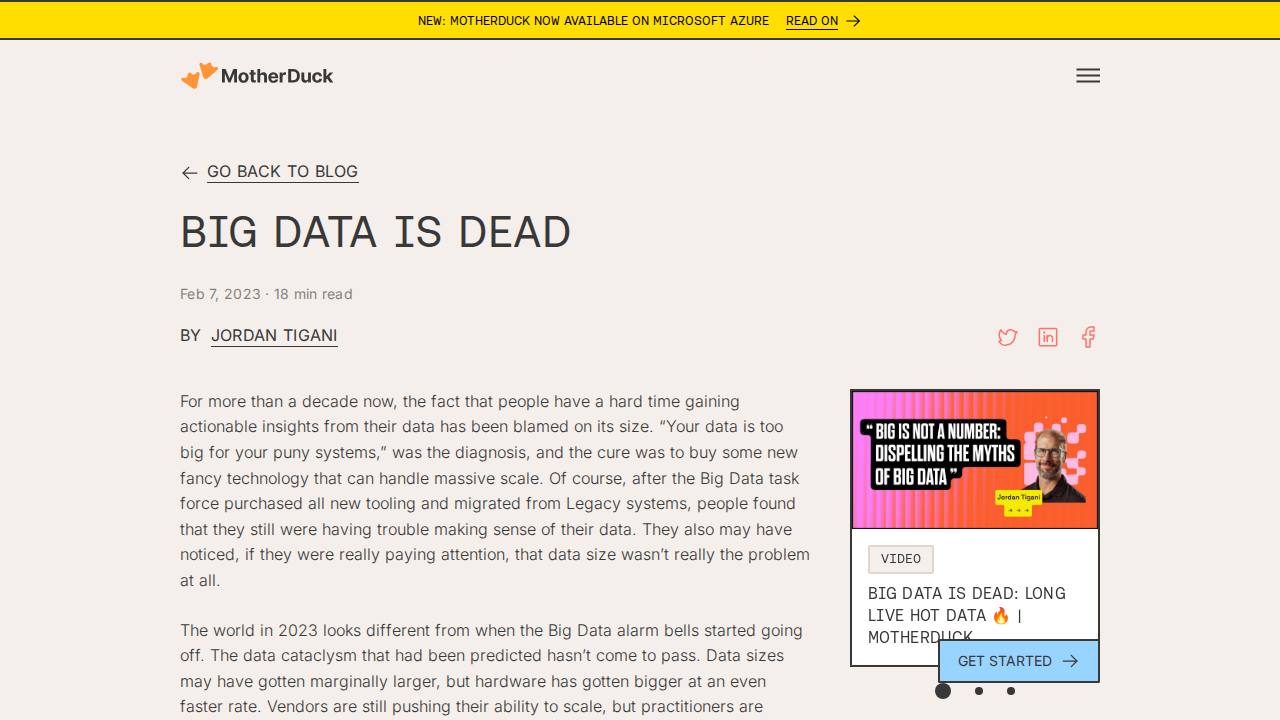 NEW: MOTHERDUCK NOW AVAILABLE ON MICROSOFT AZURE READ ON
MotherDuck
GO BACK TO BLOG
BIG DATA IS DEAD
Feb 7, 2023 · 18 min read
BY JORDAN TIGANI
For more than a decade now, the fact that people have a hard time gaining
actionable insights from their data has been blamed on its size. “Your data is too
big for your puny systems,” was the diagnosis, and the cure was to buy some new
fancy technology that can handle massive scale. Of course, after the Big Data task
force purchased all new tooling and migrated from Legacy systems, people found
that they still were having trouble making sense of their data. They also may have
noticed, if they were really paying attention, that data size wasn’t really the problem
at all.
The world in 2023 looks different from when the Big Data alarm bells started going
off. The data cataclysm that had been predicted hasn’t come to pass. Data sizes
may have gotten marginally larger, but hardware has gotten bigger at an even
faster rate. Vendors are still pushing their ability to scale, but practitioners are
“BIG IS NOT A NUMBER:
DISPELLING THE MYTHS
OF BIG DATA”
Jordan Tigani
VIDEO
BIG DATA IS DEAD: LONG
LIVE HOT DATA 🔥 |
MOTHERDUCK
GET STARTED